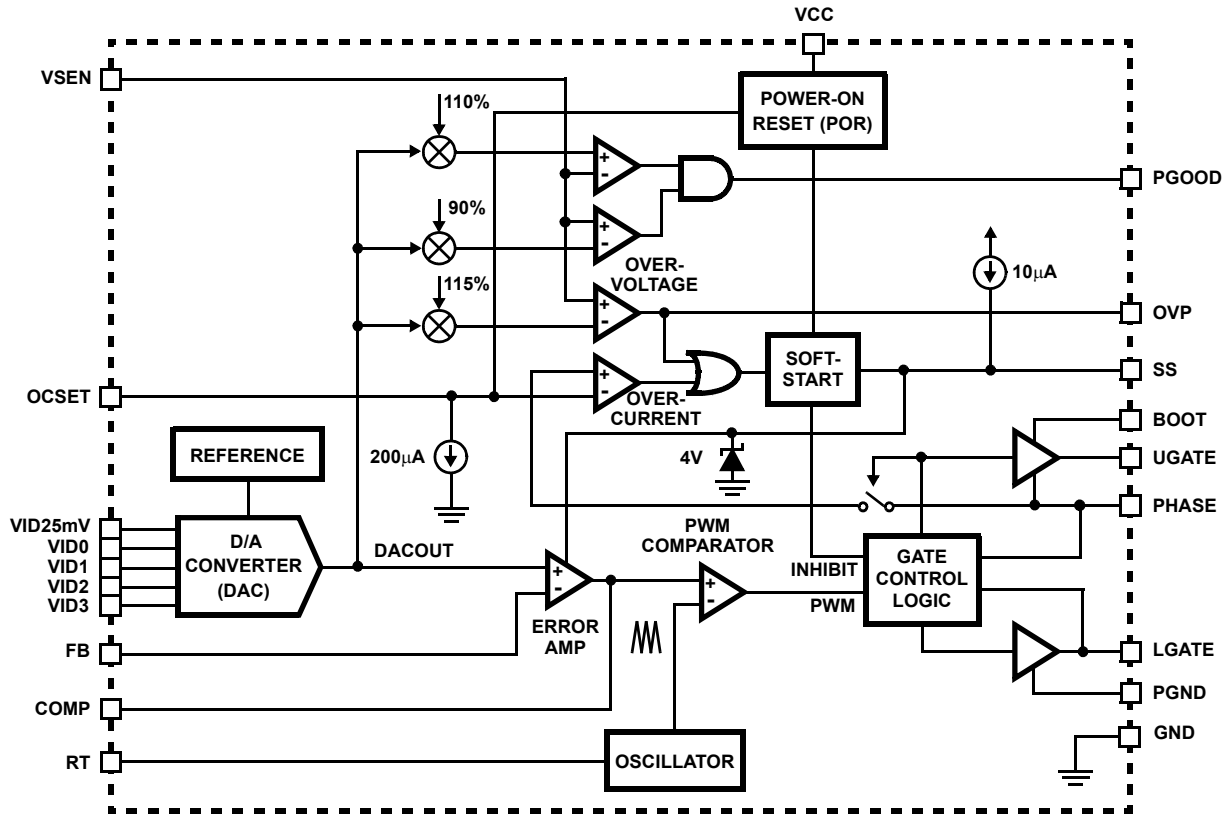 VCC
VSEN
110%
POWER-ON
RESET (POR)
PGOOD
90%
OVER-
VOLTAGE
10µA
115%
OVP
SOFT-
START
SS
OCSET
OVER-
CURRENT
BOOT
REFERENCE
200µA
4V
UGATE
PHASE
VID25mV
VID0
VID1
VID2
VID3
D/A
CONVERTER
(DAC)
DACOUT
PWM
COMPARATOR
INHIBIT
PWM
GATE
CONTROL
LOGIC
ERROR
AMP
FB
LGATE
PGND
COMP
GND
RT
OSCILLATOR
+
-
+
-
+
-
+
-
+
-
+
-